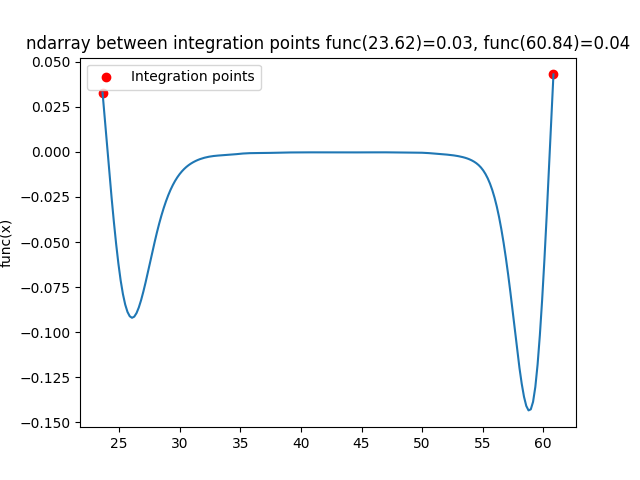 ndarray between integration points func(23.62)=0.03, func(60.84)=0.04
Integration points
func(x)
0.050
0.025
0.000
−0.025
−0.050
−0.075
−0.100
−0.125
−0.150
25 30 35 40 45 50 55 60